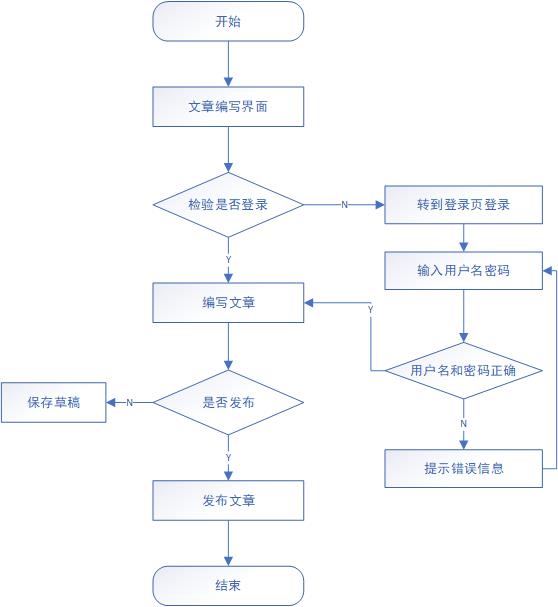 开始
文章编写界面
检验是否登录
N
转到登录页登录
输入用户名密码
Y
编写文章
Y
用户名和密码正确
是否发布
N
保存草稿
N
Y
提示错误信息
发布文章
结束